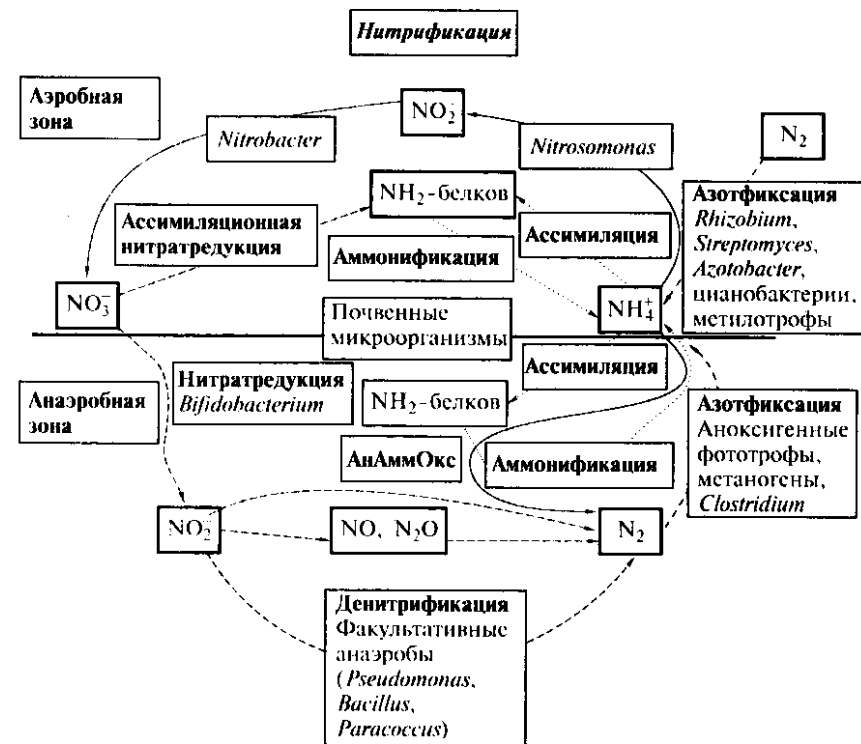 Нитрификация
Аэробная
зона
NO₂⁻
Nitrobacter
Nitrosomonas
N₂
NH₂-белков
Азотфиксация
Rhizobium,
Streptomyces,
Azotobacter,
цианобактерии,
метилотрофы
Ассимиляционная
нитратредукция
Аммонификация
Ассимиляция
NO₃⁻
NH₄⁺
Почвенные
микроорганизмы
Анаэробная
зона
Нитратредукция
Bifidobacterium
NH₂-белков
Ассимиляция
Азотфиксация
Аноксигенные
фототрофы,
метаногены,
Clostridium
АнАммОкс
Аммонификация
NO₂⁻
NO, N₂O
N₂
Денитрификация
Факультативные
анаэробы
(Pseudomonas,
Bacillus,
Paracoccus)